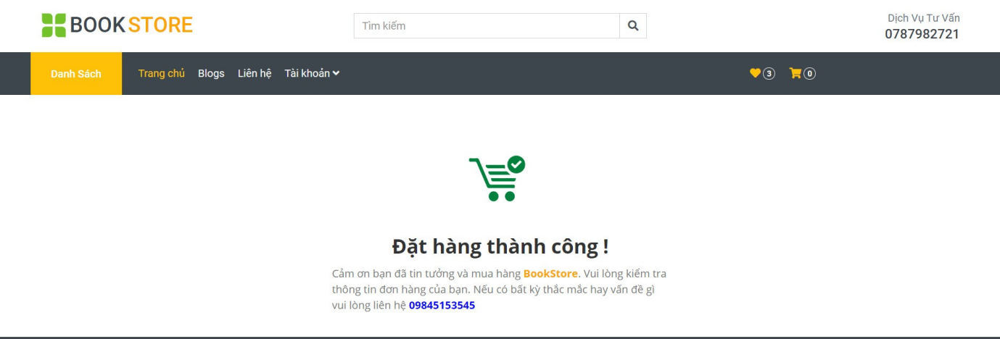 BOOKSTORE
Tìm kiếm
Dịch Vụ Tư Vấn
0787982721
Danh Sách Trang chủ Blogs Liên hệ Tài khoản 3 0
Đặt hàng thành công !
Cảm ơn bạn đã tin tưởng và mua hàng BookStore. Vui lòng kiểm tra
thông tin đơn hàng của bạn. Nếu có bất kỳ thắc mắc hay vấn đề gì
vui lòng liên hệ 09845153545